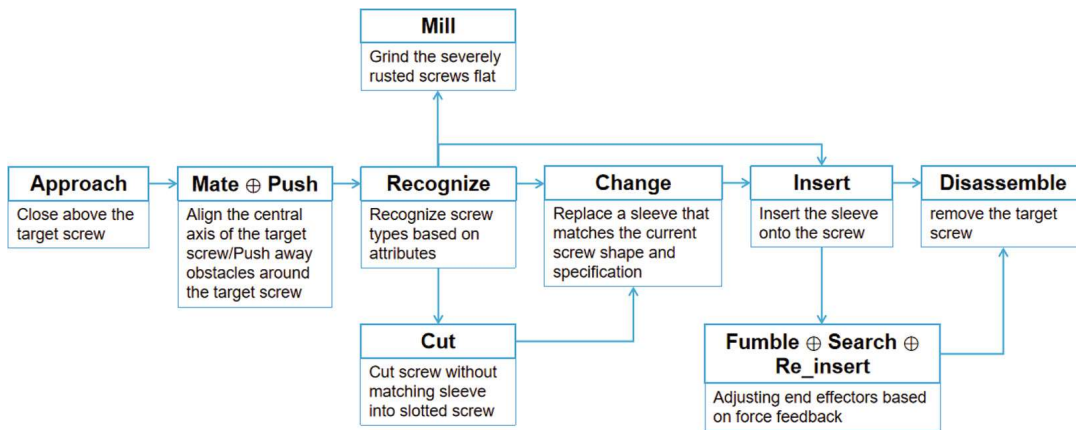 Mill
Grind the severely
rusted screws flat
Approach
Close above the
target screw
Mate ⊕ Push
Align the central
axis of the target
screw/Push away
obstacles around
the target screw
Recognize
Recognize screw
types based on
attributes
Change
Replace a sleeve that
matches the current
screw shape and
specification
Insert
Insert the sleeve
onto the screw
Disassemble
remove the target
screw
Cut
Cut screw without
matching sleeve
into slotted screw
Fumble ⊕ Search ⊕
Re_insert
Adjusting end effectors based
on force feedback